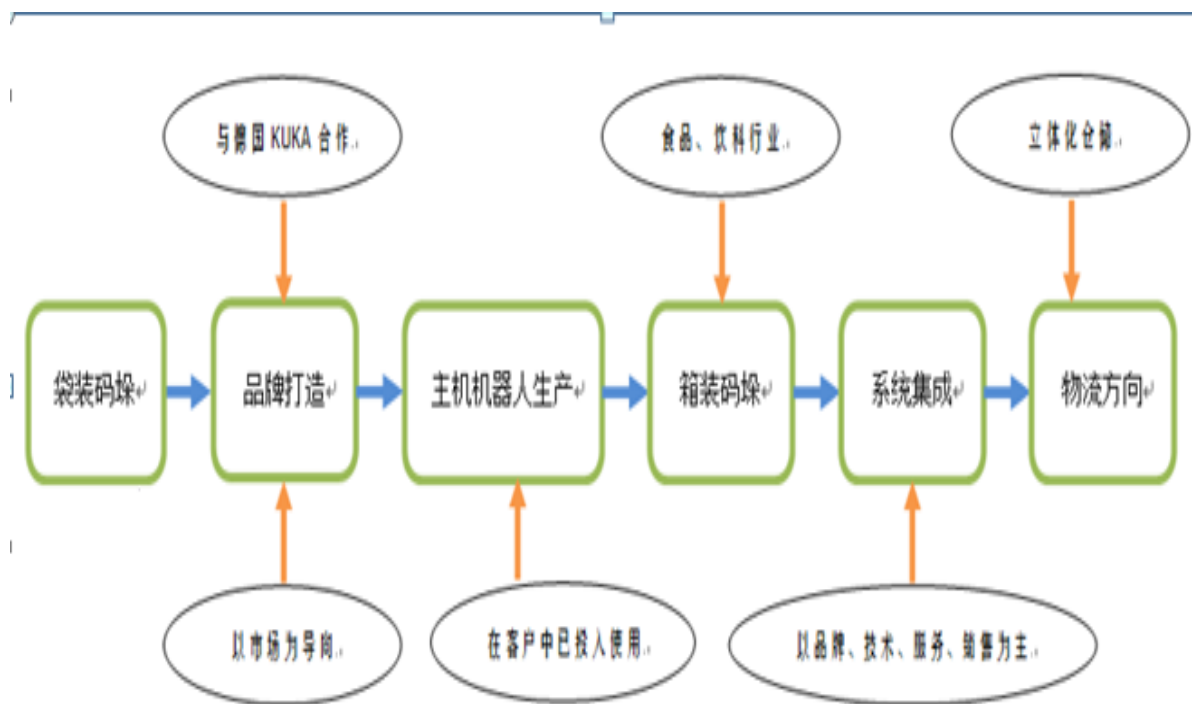 与德国 KUKA 合作
食品、饮料行业
立体化仓储
袋装码垛
品牌打造
主机机器人生产
箱装码垛
系统集成
物流方向
以市场为导向
在客户中已投入使用
以品牌、技术、服务、销售为主